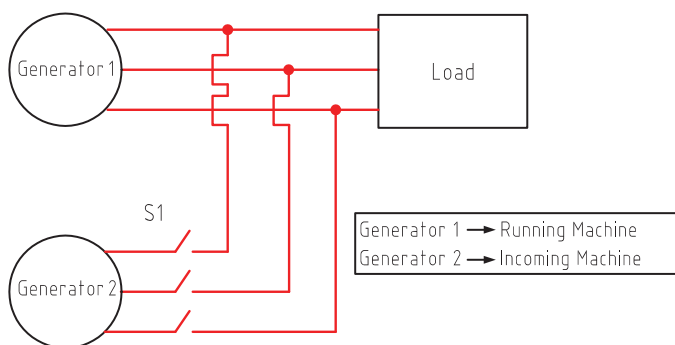 Generator 1
Load
S1
Generator 1 → Running Machine
Generator 2 → Incoming Machine
Generator 2